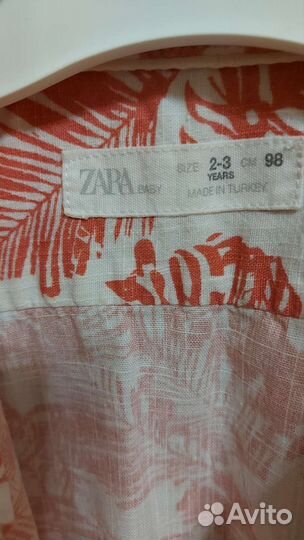 ZARA BABY SIZE 2-3 CM 98
YEARS
MADE IN TURKEY
Avito